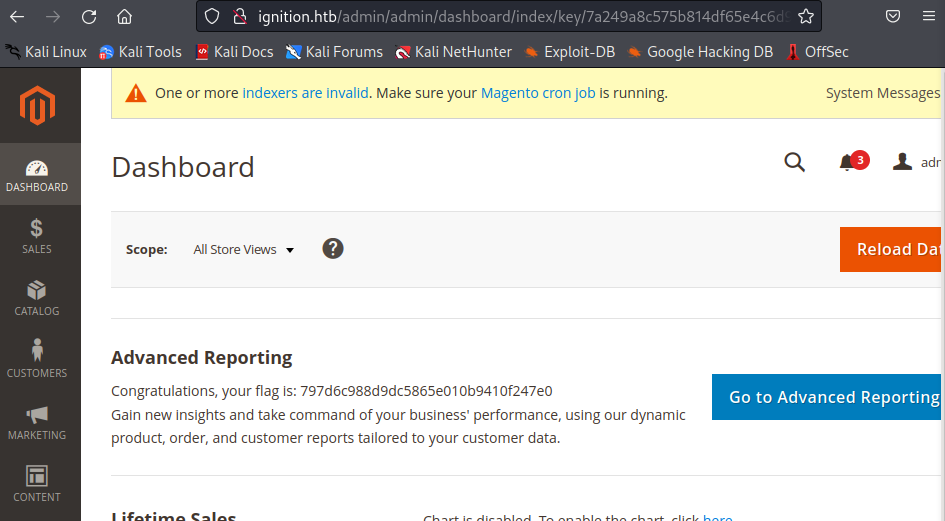 ignition.htb/admin/admin/dashboard/index/key/7a249a8c575b814df65e4c6d
Kali Linux Kali Tools Kali Docs Kali Forums Kali NetHunter Exploit-DB Google Hacking DB OffSec
One or more indexers are invalid. Make sure your Magento cron job is running. System Messages
Dashboard
3
adr
DASHBOARD
SALES
Scope: All Store Views ?
Reload Dat
CATALOG
CUSTOMERS
Advanced Reporting
Congratulations, your flag is: 797d6c988d9dc5865e010b9410f247e0
Go to Advanced Reporting
Gain new insights and take command of your business' performance, using our dynamic
product, order, and customer reports tailored to your customer data.
MARKETING
CONTENT
Lifetime Sales
Chart is disabled. To enable the chart, click here.